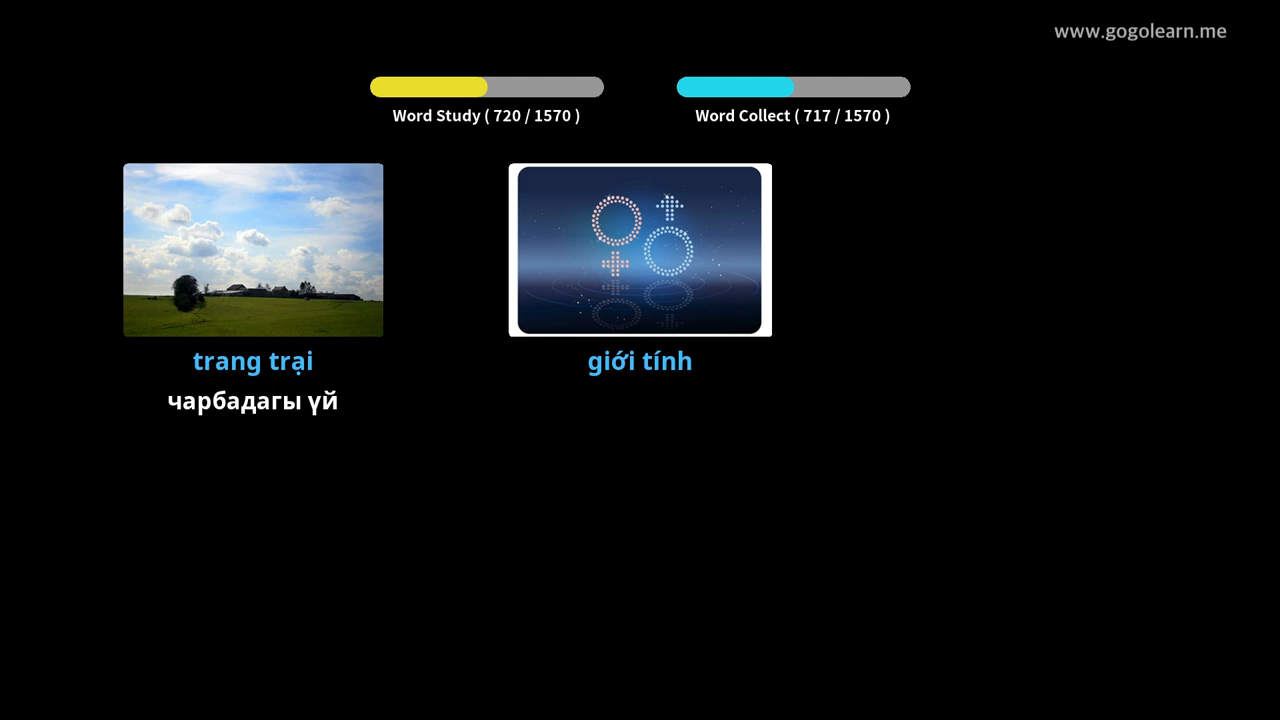 www.gogolearn.me
Word Study ( 720 / 1570 )
Word Collect ( 717 / 1570 )
trang trại
чарбадагы үй
giới tính